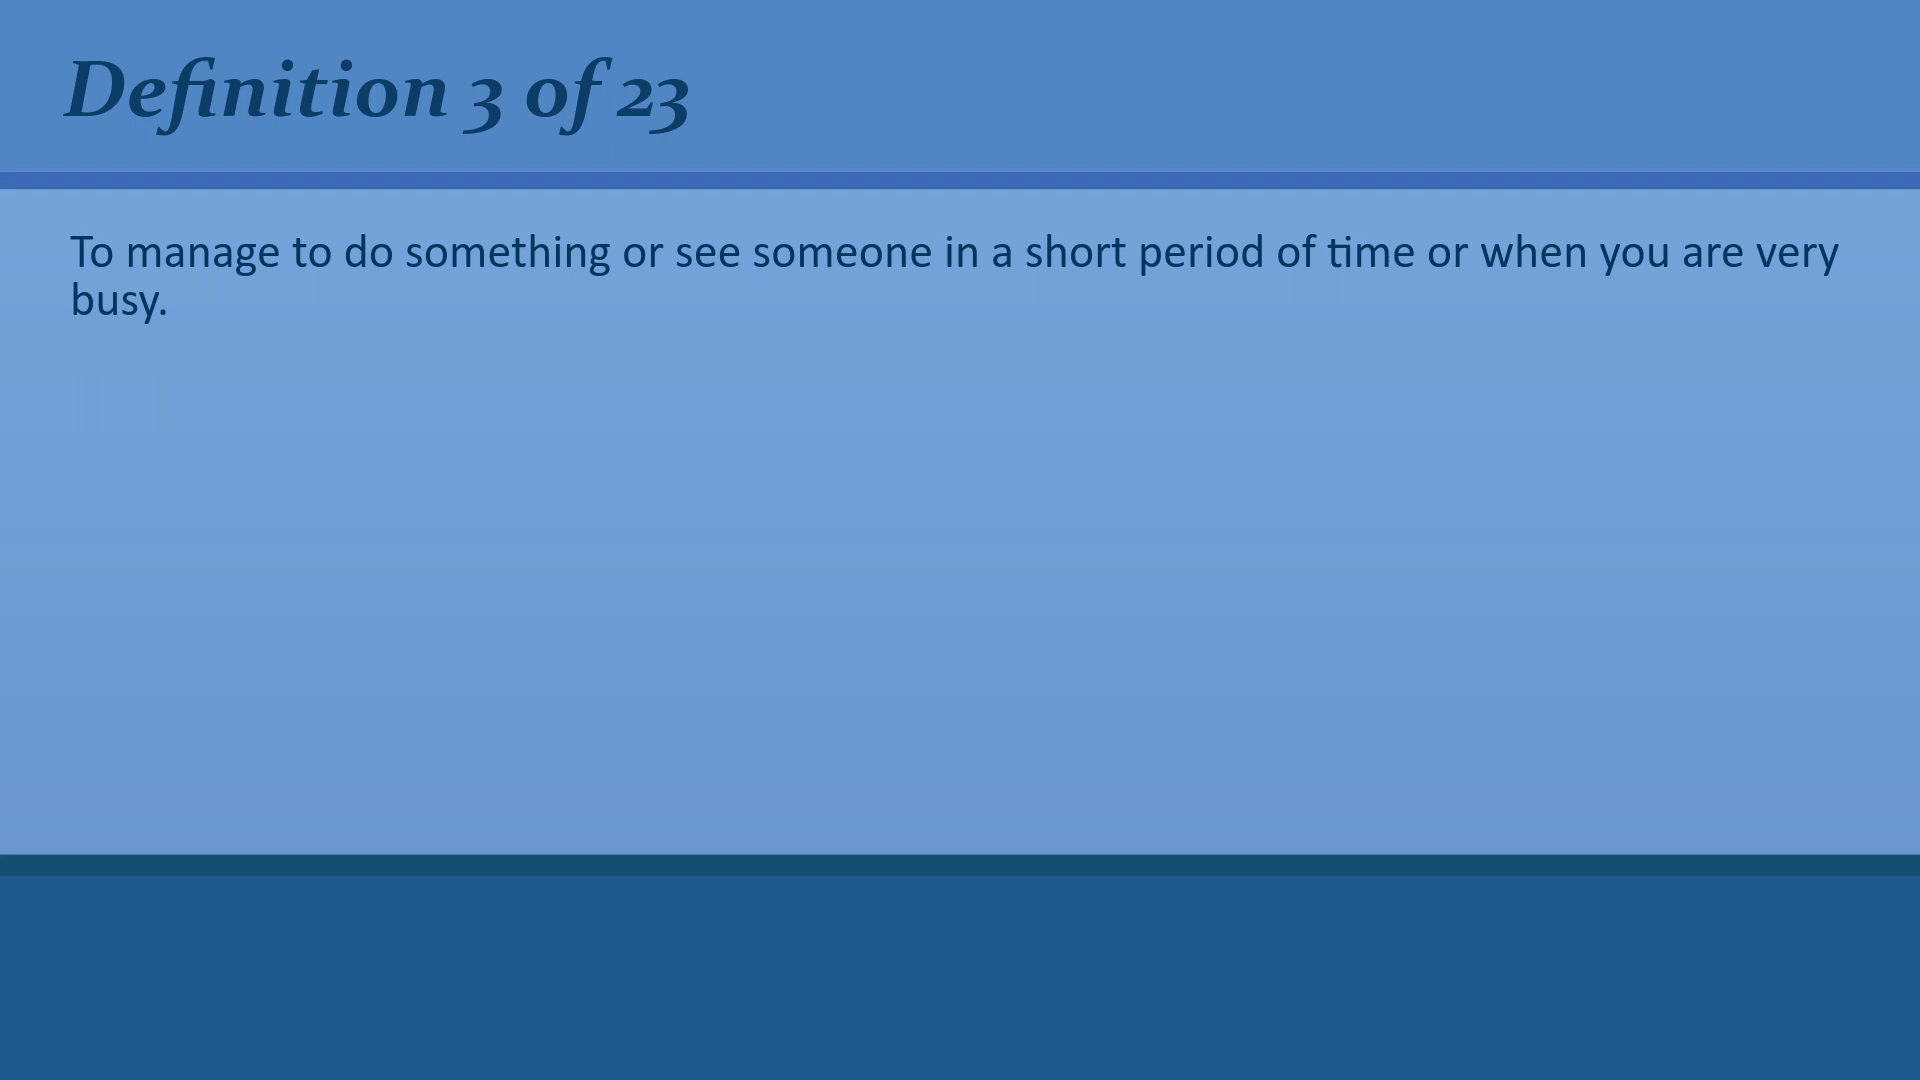 Definition 3 of 23
To manage to do something or see someone in a short period of time or when you are very
busy.